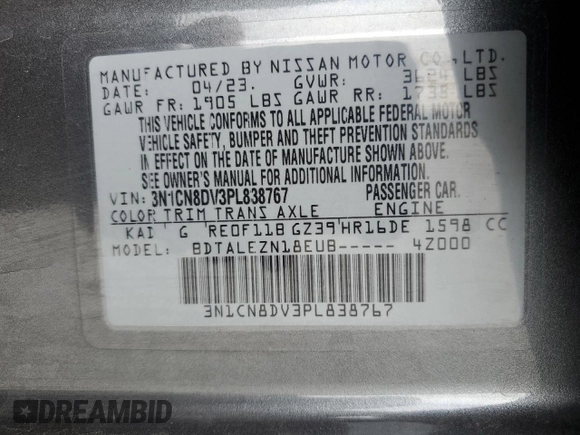 MANUFACTURED BY NISSAN MOTOR CO.,LTD.
DATE: 04/23. GVWR: 3624 LBS
GAWR FR: 1905 LBS GAWR RR: 1738 LBS
THIS VEHICLE CONFORMS TO ALL APPLICABLE FEDERAL MOTOR
VEHICLE SAFETY, BUMPER AND THEFT PREVENTION STANDARDS
IN EFFECT ON THE DATE OF MANUFACTURE SHOWN ABOVE.
SEE OWNER'S MANUAL FOR ADDITIONAL INFORMATION.
VIN: 3N1CN8DV3PL838767 PASSENGER CAR.
COLOR TRIM TRANS AXLE ENGINE
KAD G RE0F11B GZ39 HR16DE 1598 CC
MODEL: BDTALEZN18EUB----- 4Z000
3N1CN8DV3PL838767
DREAMBID